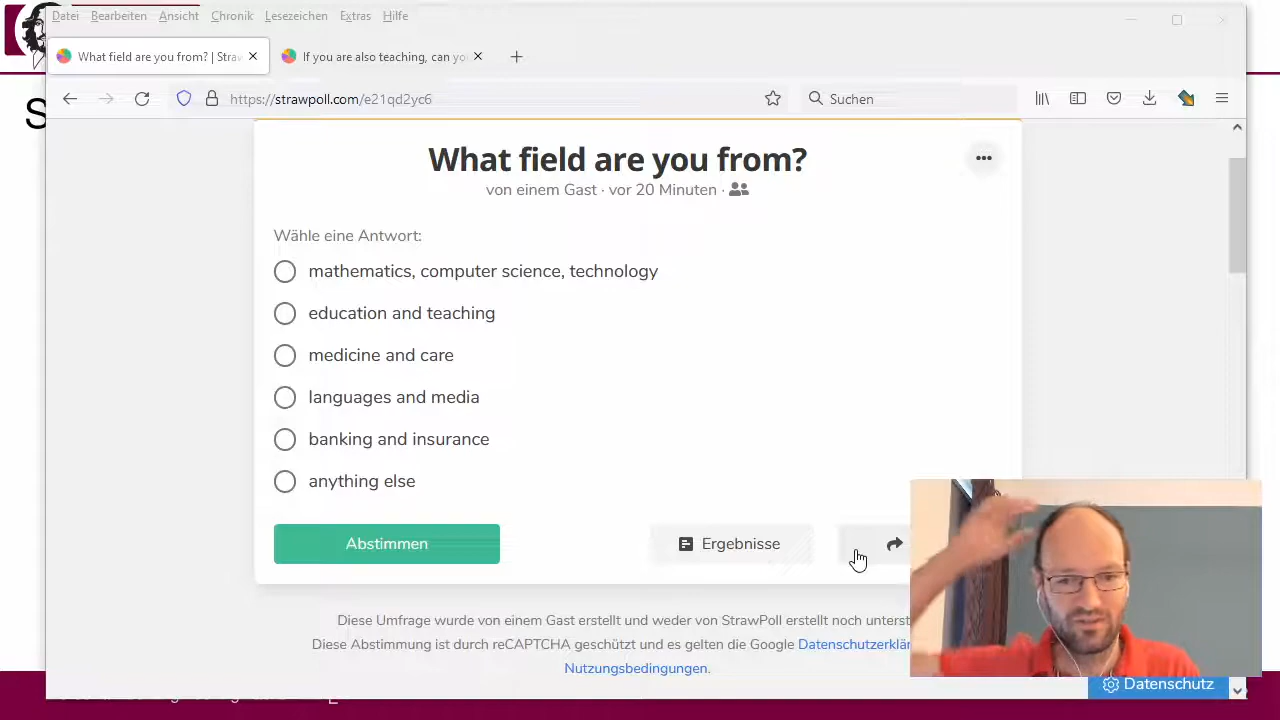 Datei Bearbeiten Ansicht Chronik Lesezeichen Extras Hilfe
What field are you from? | Straw
If you are also teaching, can yo
https://strawpoll.com/e21qd2yc6
Suchen
S
What field are you from?
von einem Gast · vor 20 Minuten ·
Wähle eine Antwort:
mathematics, computer science, technology
education and teaching
medicine and care
languages and media
banking and insurance
anything else
Abstimmen
Ergebnisse
Diese Umfrage wurde von einem Gast erstellt und weder von StrawPoll erstellt noch unterst
Diese Abstimmung ist durch reCAPTCHA geschützt und es gelten die Google Datenschutzerklär
Nutzungsbedingungen.
Datenschutz